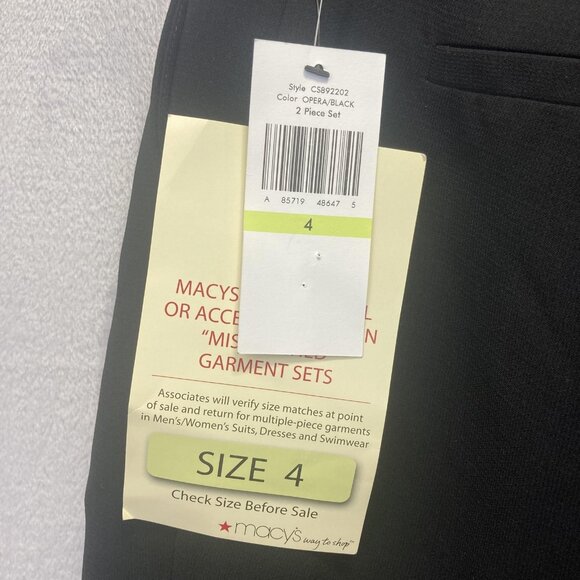 Style CS892202
Color OPERA/BLACK
2 Piece Set
A 85719 48647 5
4
MACYS
OR
GARMENT SETS
Associates will verify size matches at point
of sale and return for multiple-piece garments
in Men's/Women's Suits, Dresses and Swimwear
SIZE 4
Check Size Before Sale
macy's way to shop